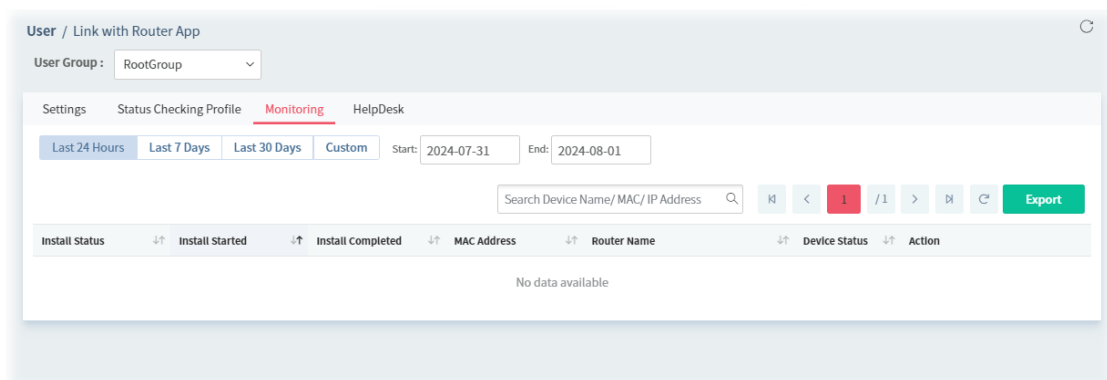 User / Link with Router App
User Group : RootGroup
Settings Status Checking Profile Monitoring HelpDesk
Last 24 Hours Last 7 Days Last 30 Days Custom Start: 2024-07-31 End: 2024-08-01
Search Device Name/ MAC/ IP Address 1 / 1 Export
Install Status Install Started Install Completed MAC Address Router Name Device Status Action
No data available